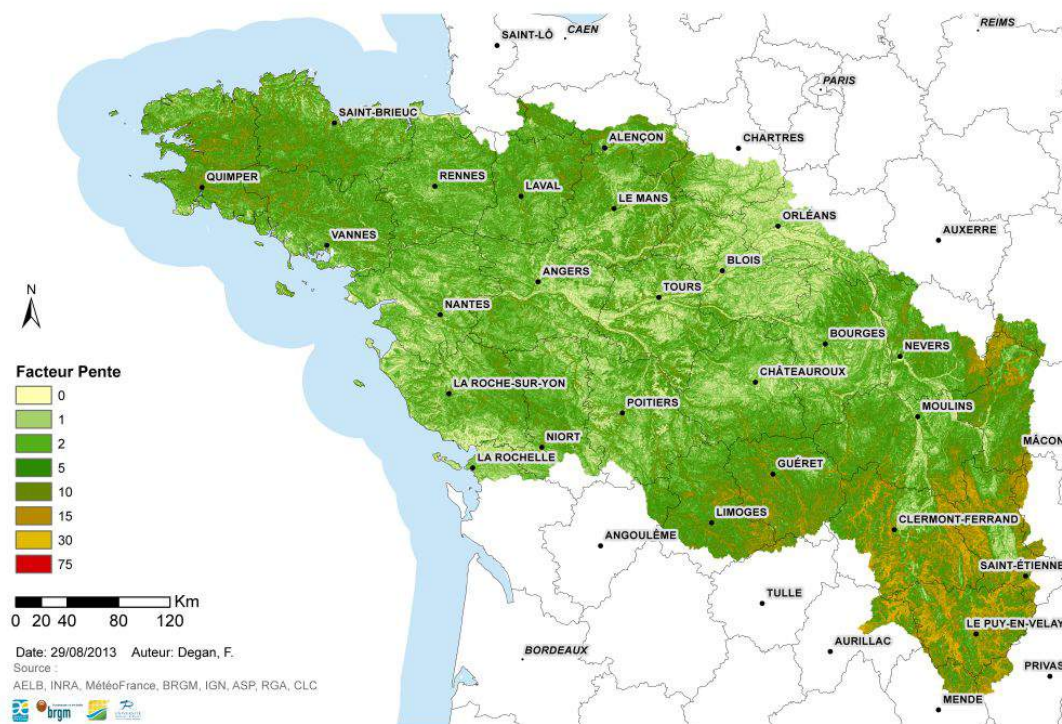 SAINT-LÔ
CAEN
REIMS
PARIS
SAINT-BRIEUC
ALENÇON
CHARTRES
QUIMPER
RENNES
LAVAL
LE MANS
ORLÉANS
AUXERRE
VANNES
BLOIS
ANGERS
TOURS
N
NANTES
BOURGES
NEVERS
Facteur Pente
0
1
2
5
10
15
30
75
LA ROCHE-SUR-YON
CHÂTEAUROUX
POITIERS
MOULINS
NIORT
MÂCON
LA ROCHELLE
GUÉRET
LIMOGES
CLERMONT-FERRAND
ANGOULÊME
SAINT-ÉTIENNE
TULLE
LE PUY-EN-VELAY
AURILLAC
BORDEAUX
PRIVAS
MENDE
Km
0 20 40 80 120
Date: 29/08/2013 Auteur: Degan, F.
Source :
AELB, INRA, MétéoFrance, BRGM, IGN, ASP, RGA, CLC
brgm